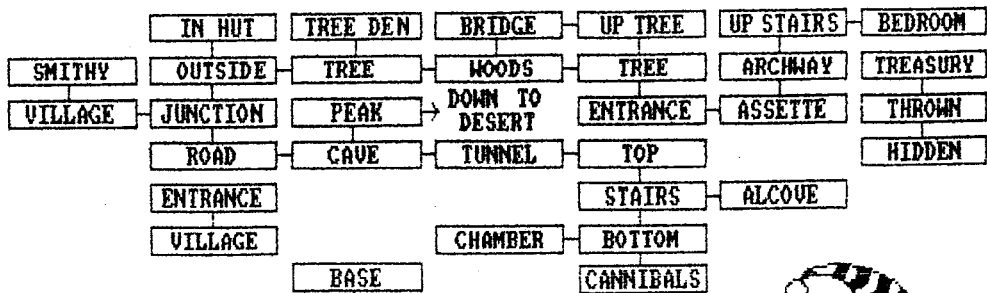 IN HUT TREE DEN BRIDGE UP TREE UP STAIRS BEDROOM
SMITHY OUTSIDE TREE WOODS TREE ARCHWAY TREASURY
VILLAGE JUNCTION PEAK DOWN TO DESERT ENTRANCE ASSETTE THROWN
ROAD CAVE TUNNEL TOP HIDDEN
ENTRANCE STAIRS ALCOVE
VILLAGE CHAMBER BOTTOM
BASE CANNIBALS